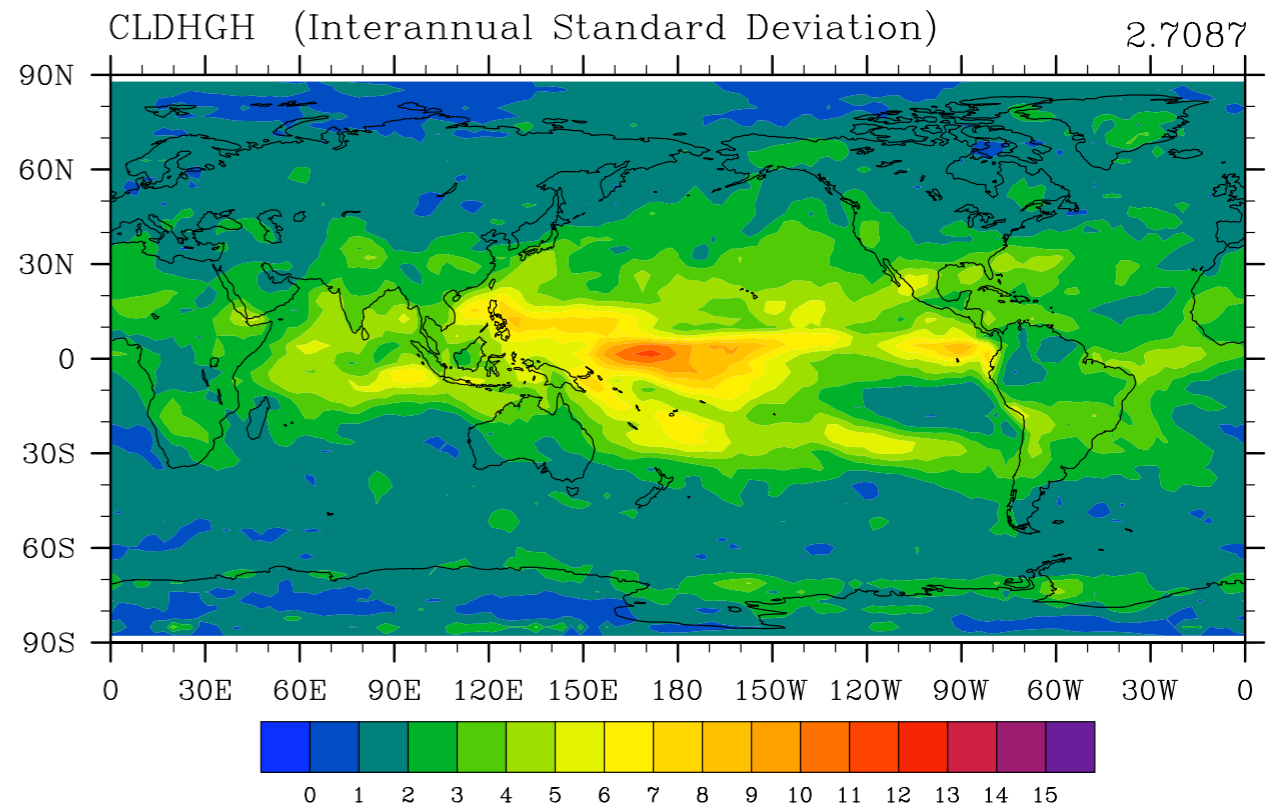 CLDHGH (Interannual Standard Deviation) 2.7087
90N
60N
30N
0
30S
60S
90S
0 30E 60E 90E 120E 150E 180 150W 120W 90W 60W 30W 0
0 1 2 3 4 5 6 7 8 9 10 11 12 13 14 15